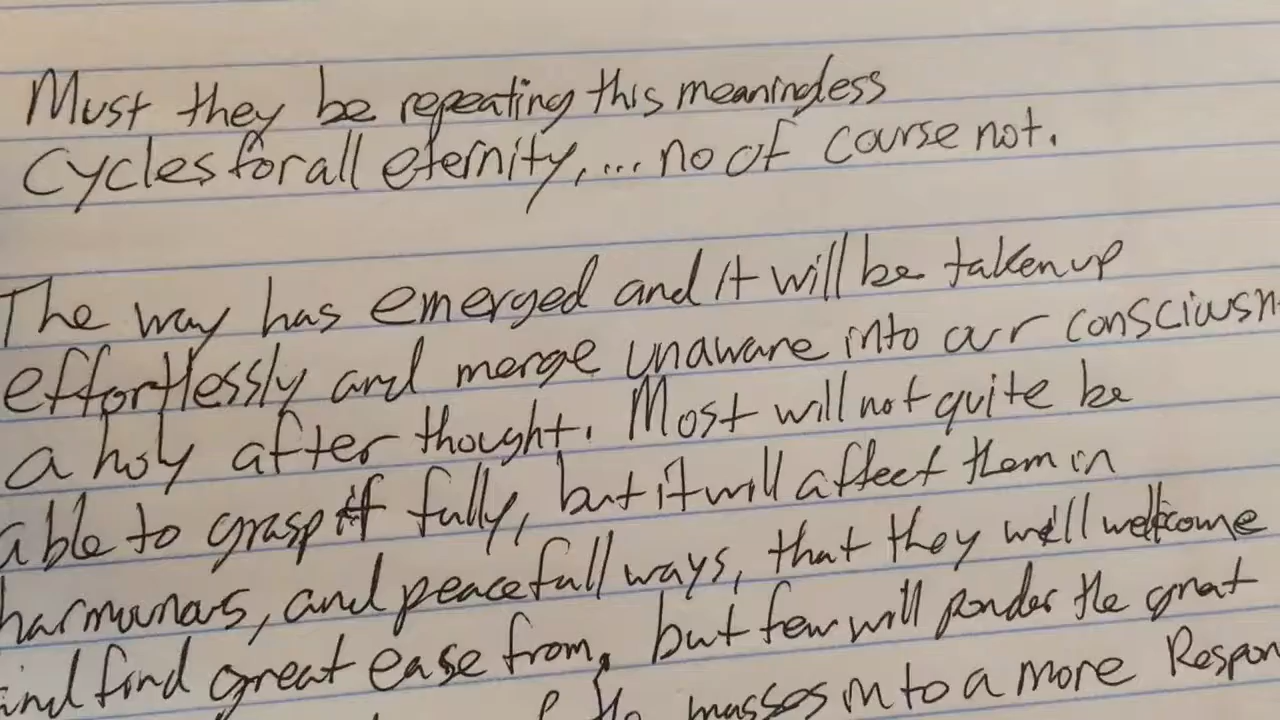 Must they be repeating this meaningless
Cycles for all eternity,... no of course not.
The way has emerged and it will be taken up
effortlessly and merge unaware into our consciusn
a holy after thought. Most will not quite be
able to grasp it fully, but it will affect them in
harmounous, and peacefull ways, that they will welcome
and find great ease from, but few will ponder the great
masses into a more Respon